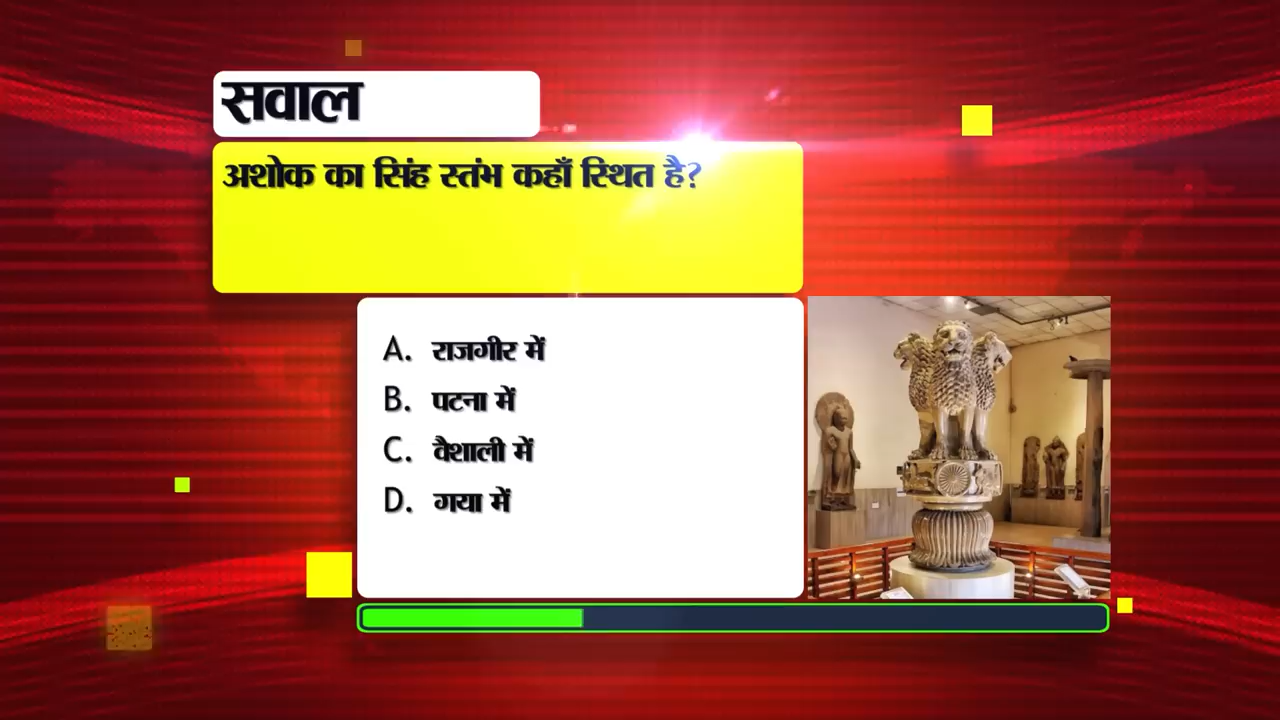 सवाल
अशोक का सिंह स्तंभ कहाँ स्थित है?
A. राजगीर में
B. पटना में
C. वैशाली में
D. गया में